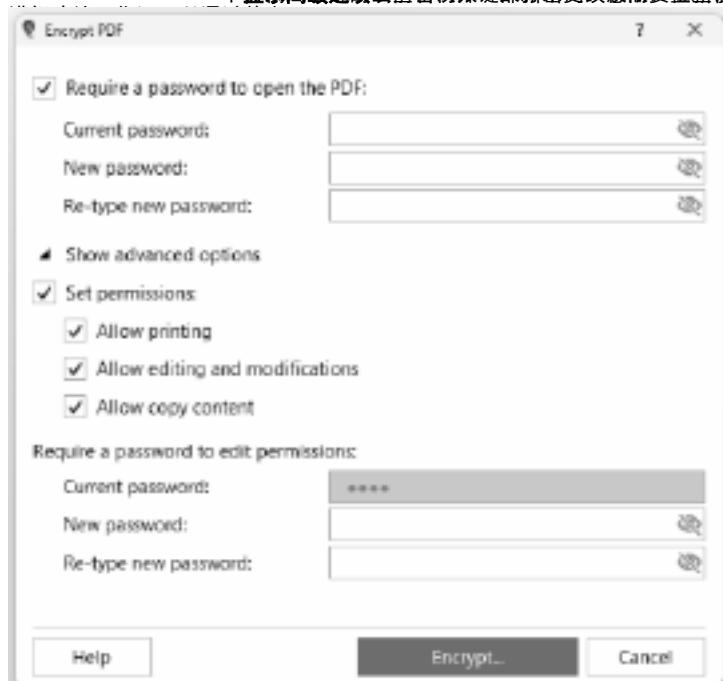 Encrypt PDF ? ×
Require a password to open the PDF:
Current password:
New password:
Re-type new password:
Show advanced options
Set permissions:
Allow printing
Allow editing and modifications
Allow copy content
Require a password to edit permissions:
Current password: ****
New password:
Re-type new password:
Help Encrypt... Cancel